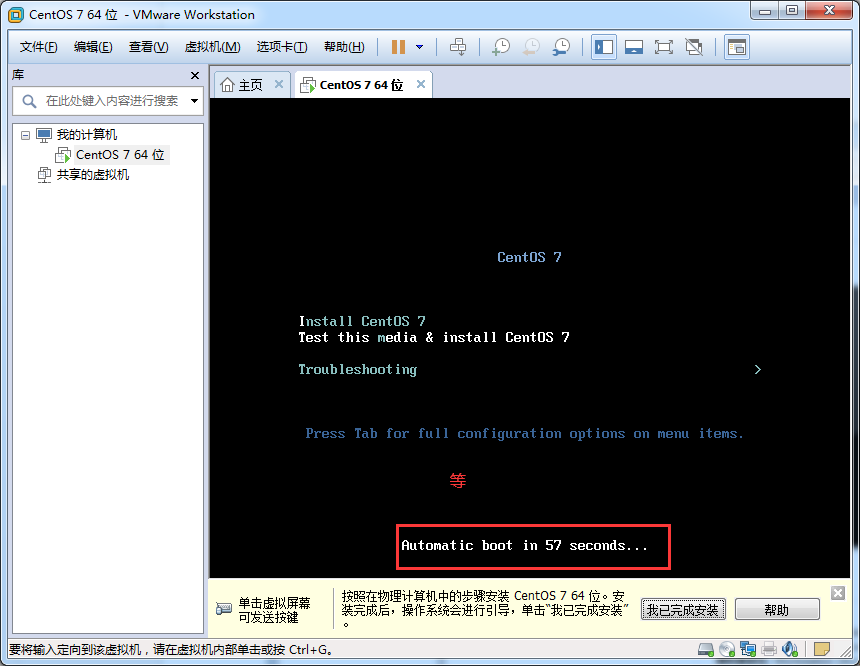 CentOS 7 64 位 - VMware Workstation
文件(F) 编辑(E) 查看(V) 虚拟机(M) 选项卡(T) 帮助(H)
库
在此处键入内容进行搜索
我的计算机
CentOS 7 64 位
共享的虚拟机
主页 CentOS 7 64 位
CentOS 7
Install CentOS 7
Test this media & install CentOS 7
Troubleshooting >
Press Tab for full configuration options on menu items.
等
Automatic boot in 57 seconds...
单击虚拟屏幕
可发送按键
按照在物理计算机中的步骤安装 CentOS 7 64 位。安
装完成后，操作系统会进行引导，单击“我已完成安装”
。
我已完成安装 帮助
要将输入定向到该虚拟机，请在虚拟机内部单击或按 Ctrl+G。